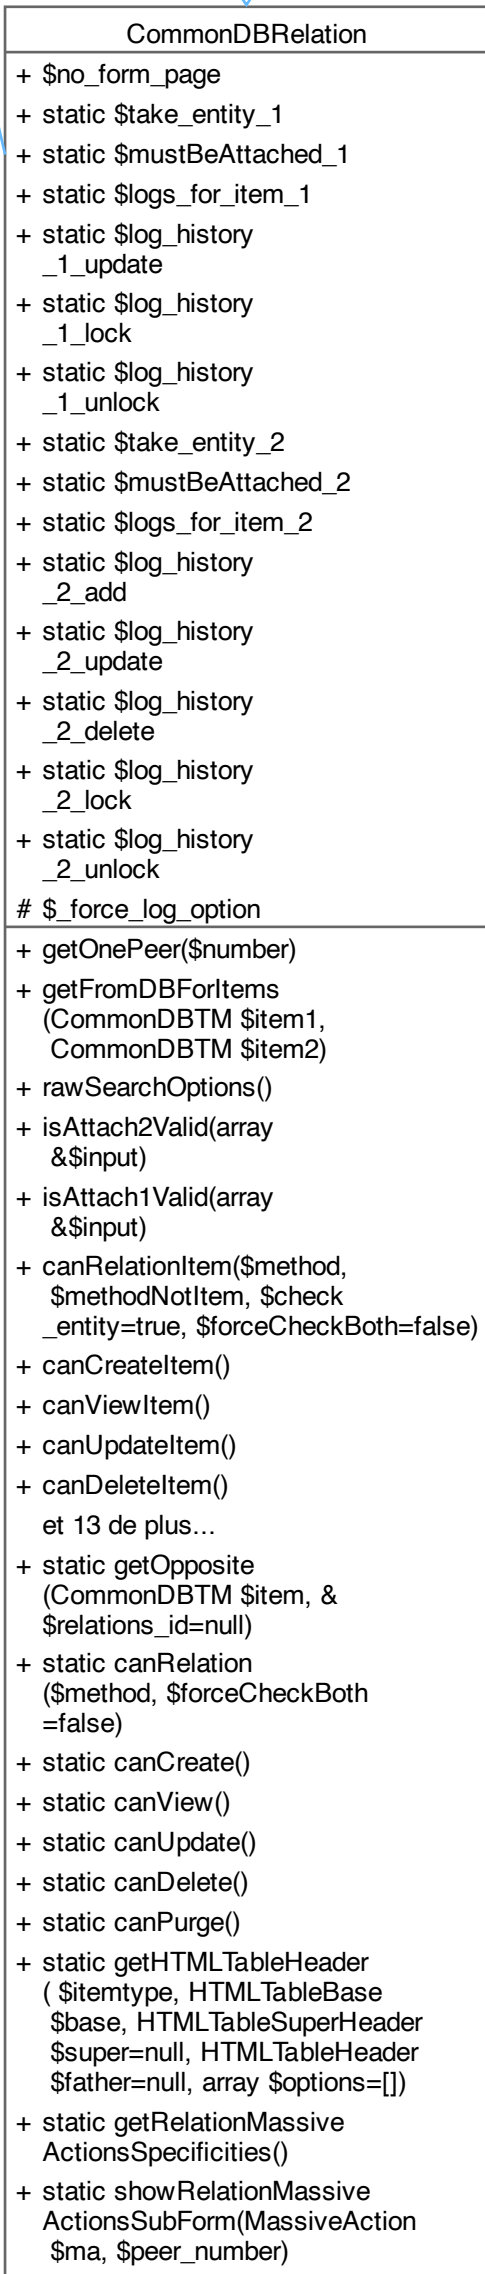 CommonDBRelation
+ $no_form_page
+ static $take_entity_1
+ static $mustBeAttached_1
+ static $logs_for_item_1
+ static $log_history
_1_update
+ static $log_history
_1_lock
+ static $log_history
_1_unlock
+ static $take_entity_2
+ static $mustBeAttached_2
+ static $logs_for_item_2
+ static $log_history
_2_add
+ static $log_history
_2_update
+ static $log_history
_2_delete
+ static $log_history
_2_lock
+ static $log_history
_2_unlock
# $_force_log_option
+ getOnePeer($number)
+ getFromDBForItems
(CommonDBTM $item1,
CommonDBTM $item2)
+ rawSearchOptions()
+ isAttach2Valid(array
&$input)
+ isAttach1Valid(array
&$input)
+ canRelationItem($method,
$methodNotItem, $check
_entity=true, $forceCheckBoth=false)
+ canCreateItem()
+ canViewItem()
+ canUpdateItem()
+ canDeleteItem()
et 13 de plus...
+ static getOpposite
(CommonDBTM $item, &
$relations_id=null)
+ static canRelation
($method, $forceCheckBoth
=false)
+ static canCreate()
+ static canView()
+ static canUpdate()
+ static canDelete()
+ static canPurge()
+ static getHTMLTableHeader
( $itemtype, HTMLTableBase
$base, HTMLTableSuperHeader
$super=null, HTMLTableHeader
$father=null, array $options=[])
+ static getRelationMassive
ActionsSpecificities()
+ static showRelationMassive
ActionsSubForm(MassiveAction
$ma, $peer_number)